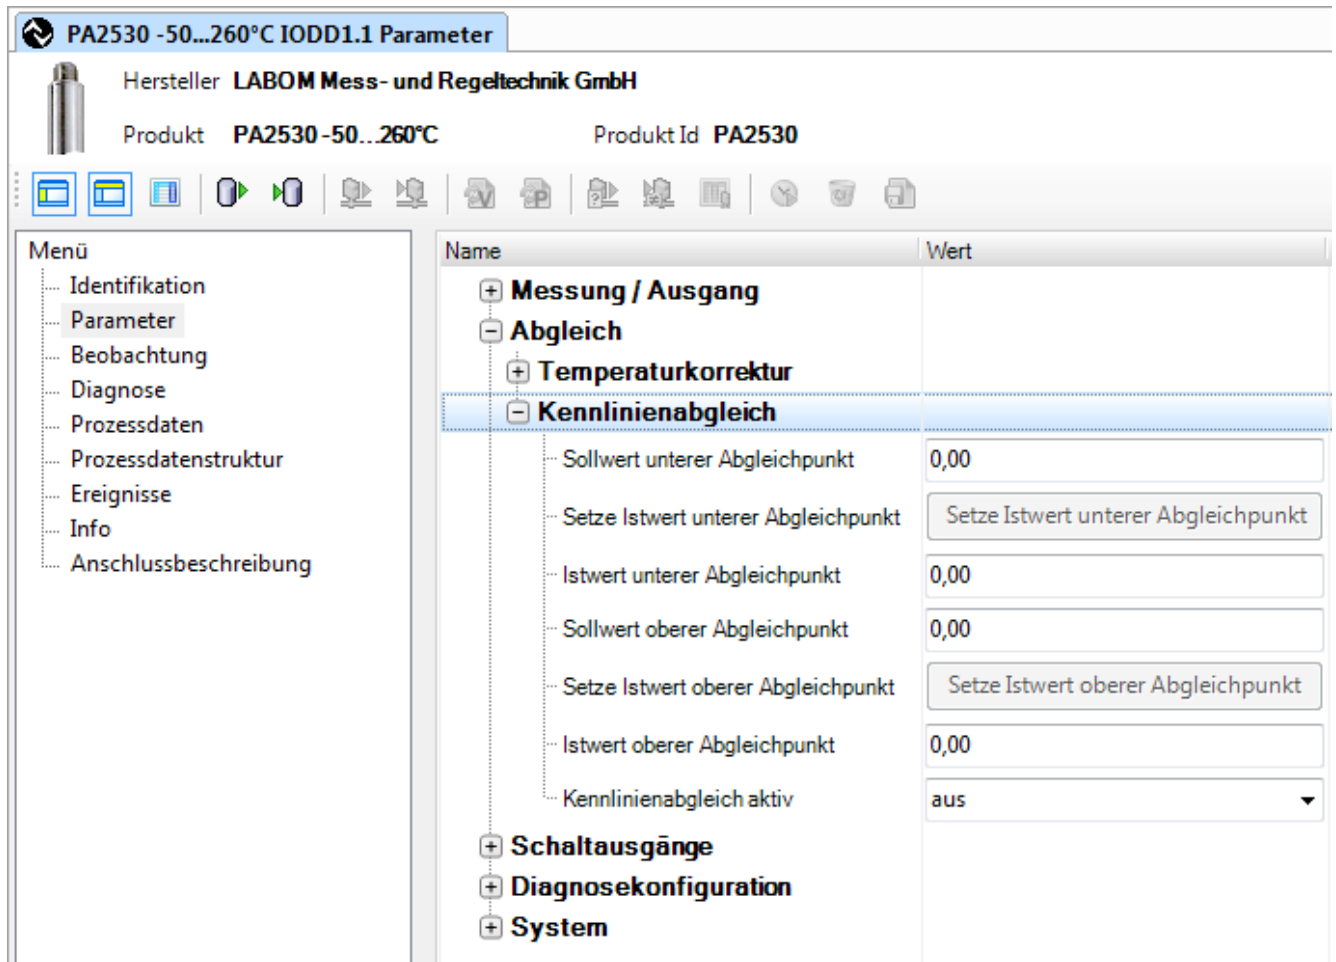 PA2530 -50...260°C IODD1.1 Parameter
Hersteller LABOM Mess- und Regeltechnik GmbH
Produkt PA2530 -50...260°C Produkt Id PA2530
Menü
Identifikation
Parameter
Beobachtung
Diagnose
Prozessdaten
Prozessdatenstruktur
Ereignisse
Info
Anschlussbeschreibung
Name Wert
Messung / Ausgang
Abgleich
Temperaturkorrektur
Kennlinienabgleich
Sollwert unterer Abgleichpunkt 0,00
Setze Istwert unterer Abgleichpunkt Setze Istwert unterer Abgleichpunkt
Istwert unterer Abgleichpunkt 0,00
Sollwert oberer Abgleichpunkt 0,00
Setze Istwert oberer Abgleichpunkt Setze Istwert oberer Abgleichpunkt
Istwert oberer Abgleichpunkt 0,00
Kennlinienabgleich aktiv aus
Schaltausgänge
Diagnosekonfiguration
System